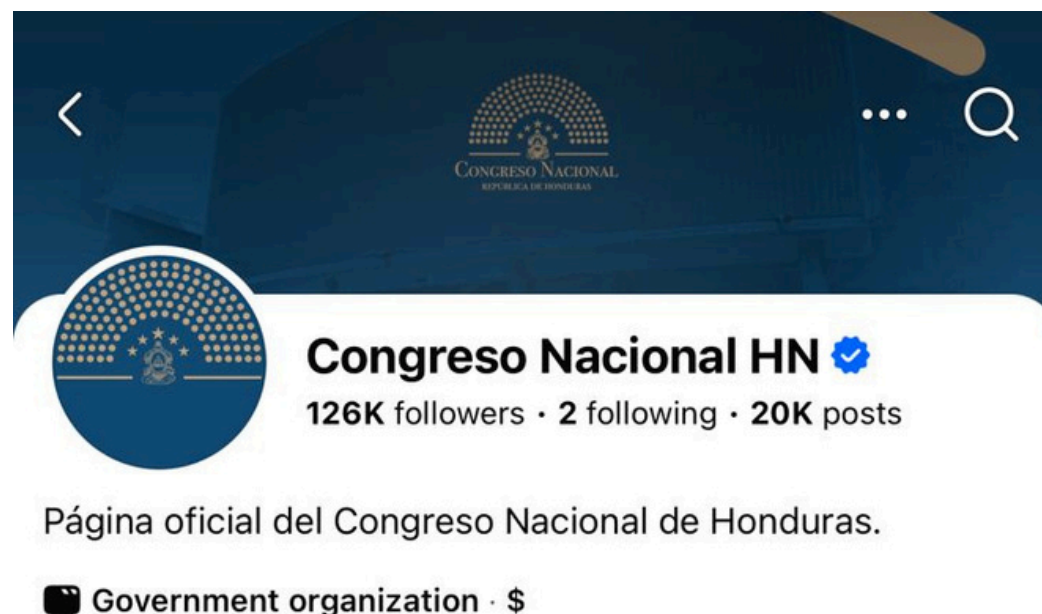 CONGRESO NACIONAL
REPÚBLICA DE HONDURAS
Congreso Nacional HN
126K followers · 2 following · 20K posts
Página oficial del Congreso Nacional de Honduras.
Government organization · $